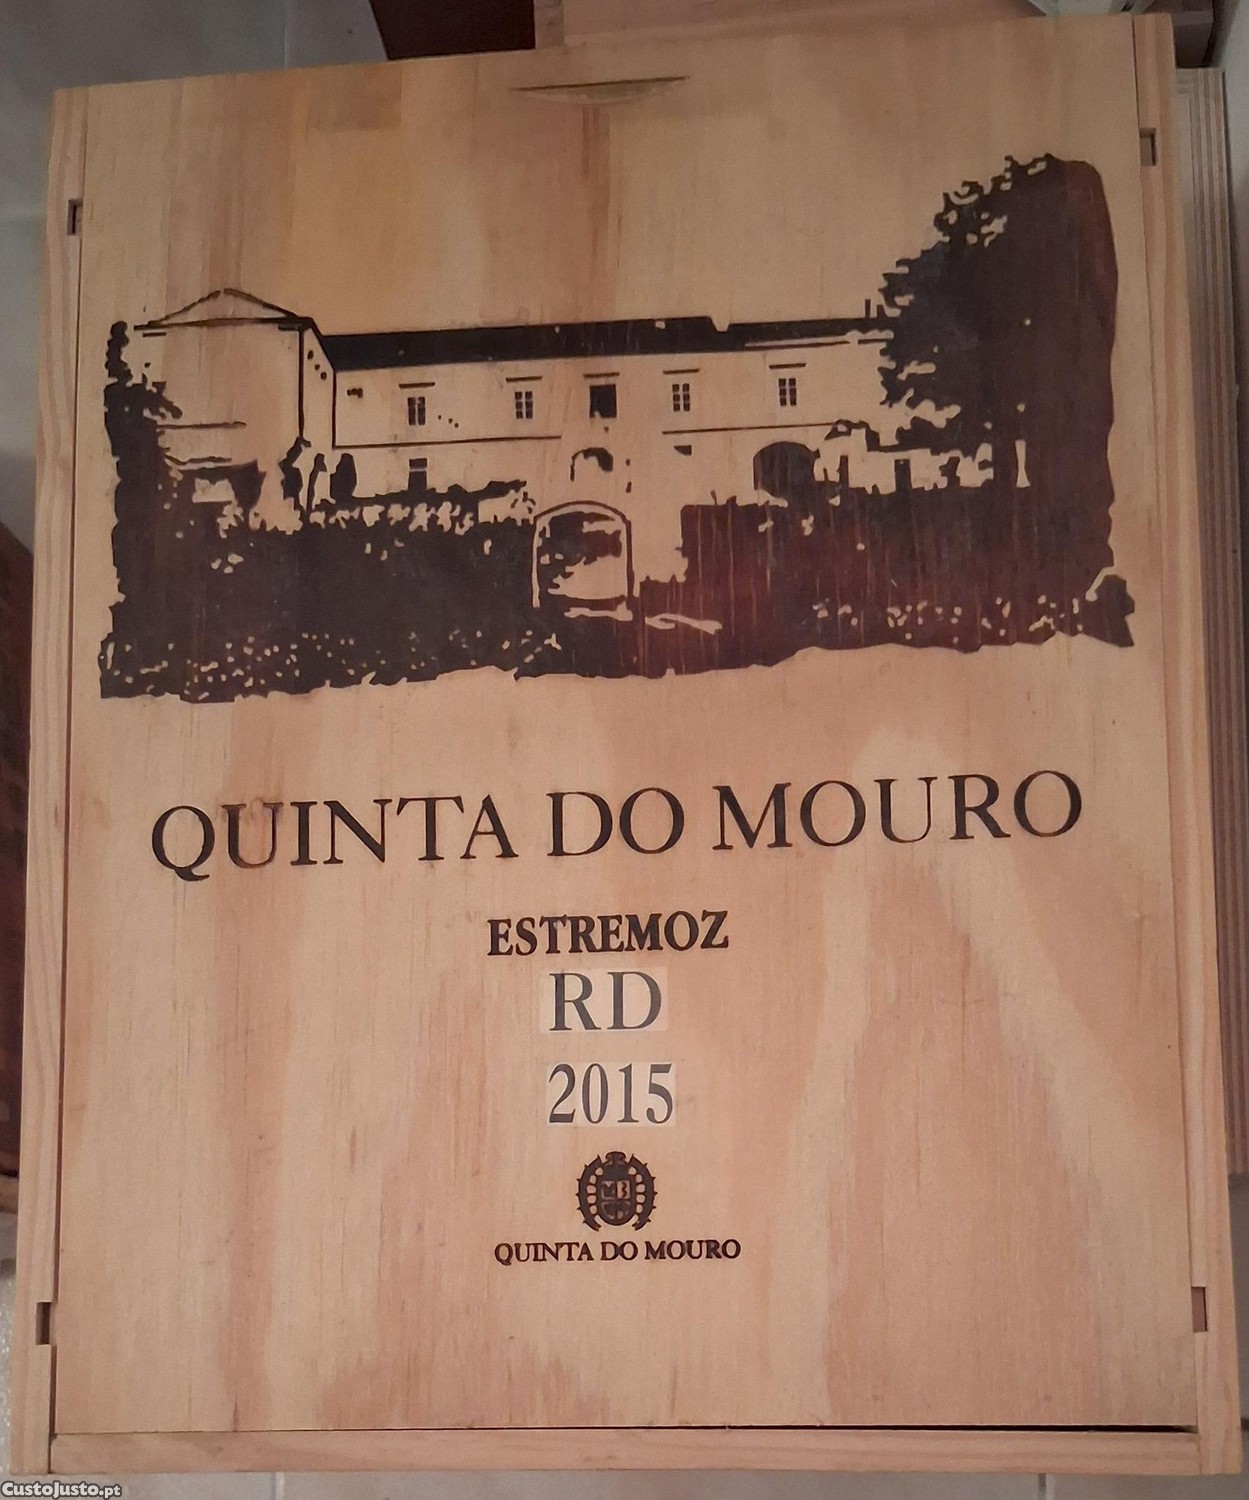 QUINTA DO MOURO
ESTREMOZ
RD
2015
QUINTA DO MOURO
CustoJusto.pt